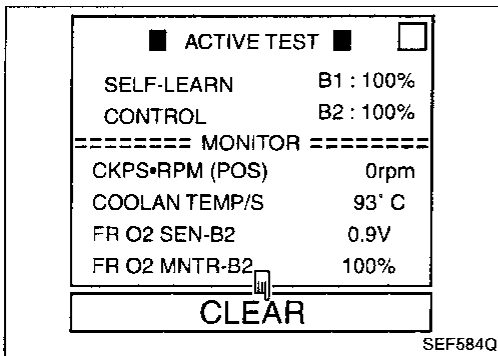 ■ ACTIVE TEST ■
SELF-LEARN B1 : 100%
CONTROL B2 : 100%
======== MONITOR ========
CKPS•RPM (POS) 0rpm
COOLAN TEMP/S 93° C
FR O2 SEN-B2 0.9V
FR O2 MNTR-B2 100%
CLEAR
SEF584Q